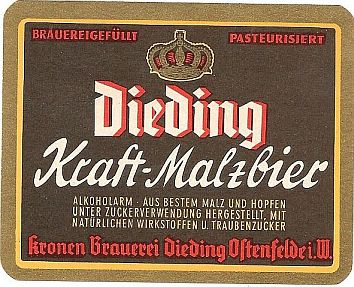 BRAUEREIGEFÜLLT PASTEURISIERT
Dieding
Kraft-Malzbier
ALKOHOLARM · AUS BESTEM MALZ UND HOPFEN
UNTER ZUCKERVERWENDUNG HERGESTELLT, MIT
NATÜRLICHEN WIRKSTOFFEN U. TRAUBENZUCKER
Kronen Brauerei Dieding Ostenfelde i.W.